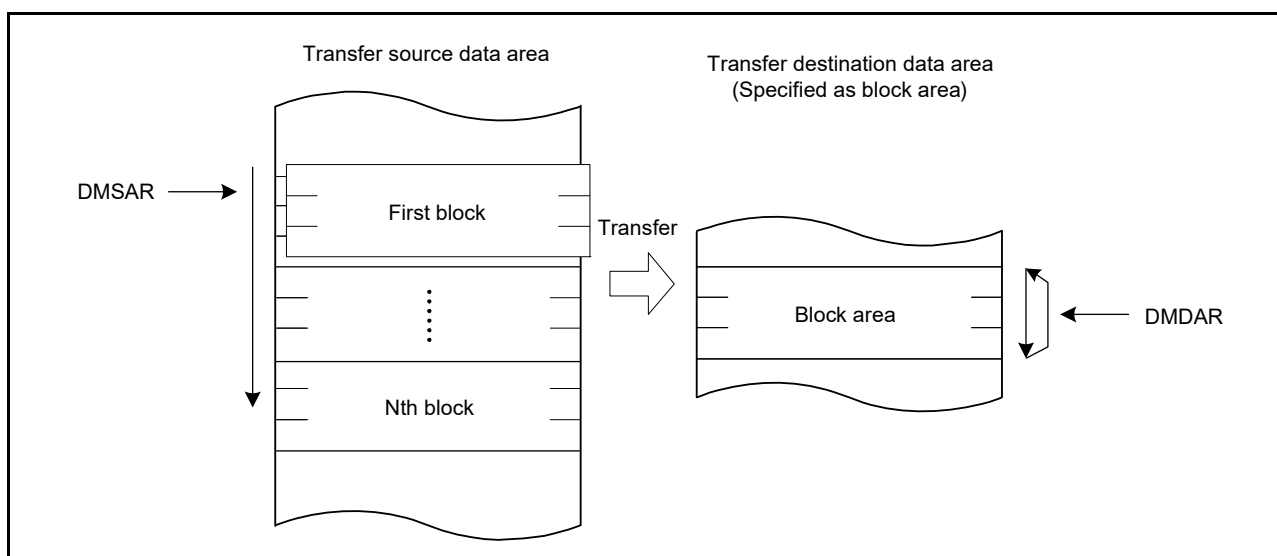 Transfer source data area
Transfer destination data area
(Specified as block area)
DMSAR
First block
Transfer
Block area
DMDAR
Nth block